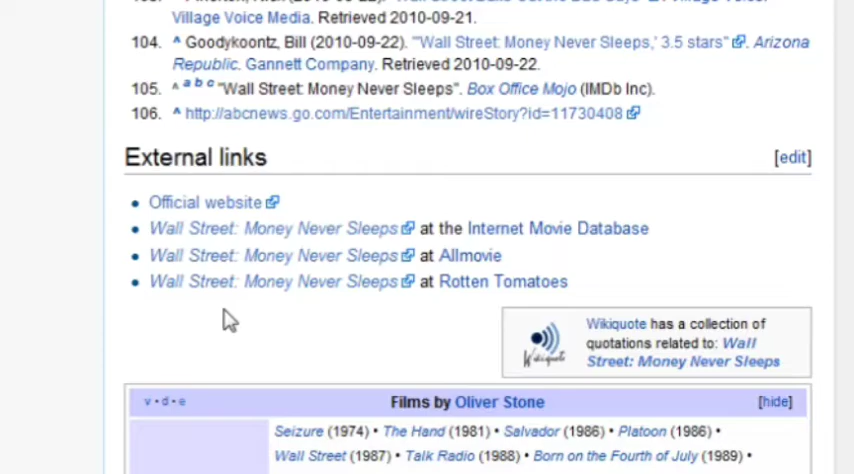 Village Voice Media. Retrieved 2010-09-21.
104. ^ Goodykoontz, Bill (2010-09-22). "'Wall Street: Money Never Sleeps,' 3.5 stars". Arizona
Republic. Gannett Company. Retrieved 2010-09-22.
105. ^ a b c "Wall Street: Money Never Sleeps". Box Office Mojo (IMDb Inc).
106. ^ http://abcnews.go.com/Entertainment/wireStory?id=11730408
External links [edit]
• Official website
• Wall Street: Money Never Sleeps at the Internet Movie Database
• Wall Street: Money Never Sleeps at Allmovie
• Wall Street: Money Never Sleeps at Rotten Tomatoes
Wikiquote
Wikiquote has a collection of
quotations related to: Wall
Street: Money Never Sleeps
v • d • e Films by Oliver Stone [hide]
Seizure (1974) • The Hand (1981) • Salvador (1986) • Platoon (1986) •
Wall Street (1987) • Talk Radio (1988) • Born on the Fourth of July (1989) •